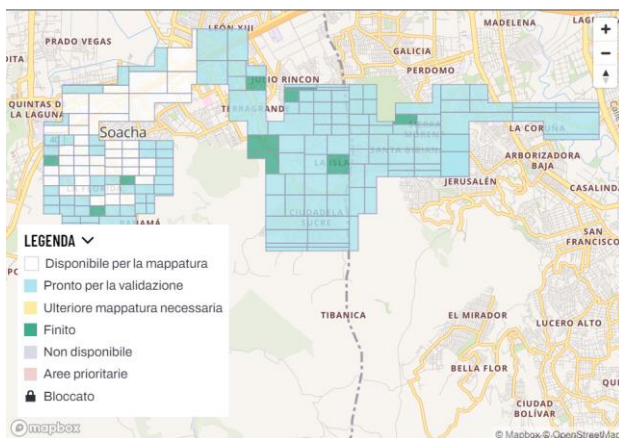 LEÓN XIII
MADELENA
PRADO VEGAS
GALICIA
JULIO RINCON
PERDOMO
QUINTAS D
LA LAGUNA
TERRAGRANDE
Soacha
LA CORUÑA
SANTA VIVIANA
ARBORIZADORA
BAJA
LA ISLA
JERUSALÉN
CASALINDA
LA FLORIDA
CIUDADELA
SUCRE
PANAMÁ
SAN
FRANCISCO
LEGENDA
Disponibile per la mappatura
Pronto per la validazione
Ulteriore mappatura necessaria
Finito
Non disponibile
Aree prioritarie
Bloccato
TIBANICA
EL MIRADOR
LUCERO ALTO
BELLA FLOR
CIUDAD
BOLÍVAR
mapbox
© Mapbox © OpenStreetMap